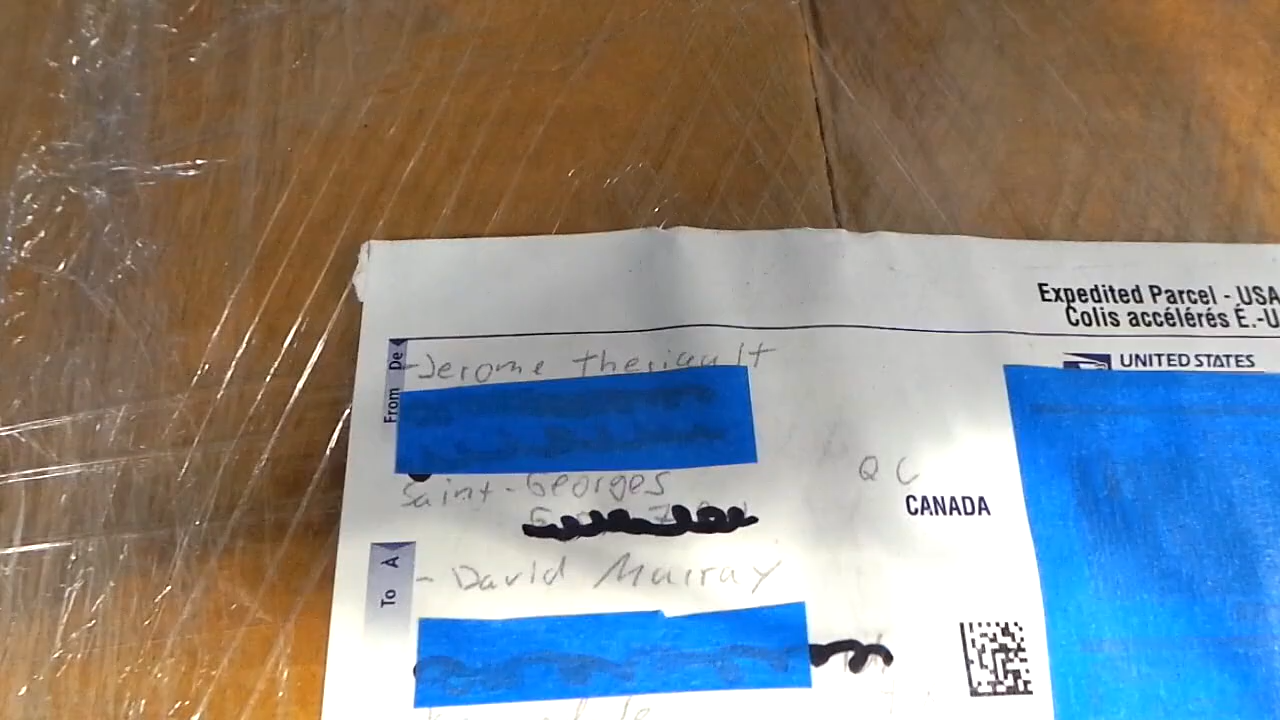 Expedited Parcel - USA
Colis accélérés É.-U
UNITED STATES
From De
-Jerome theriault
Saint-Georges QC
CANADA
To A
- David Murray